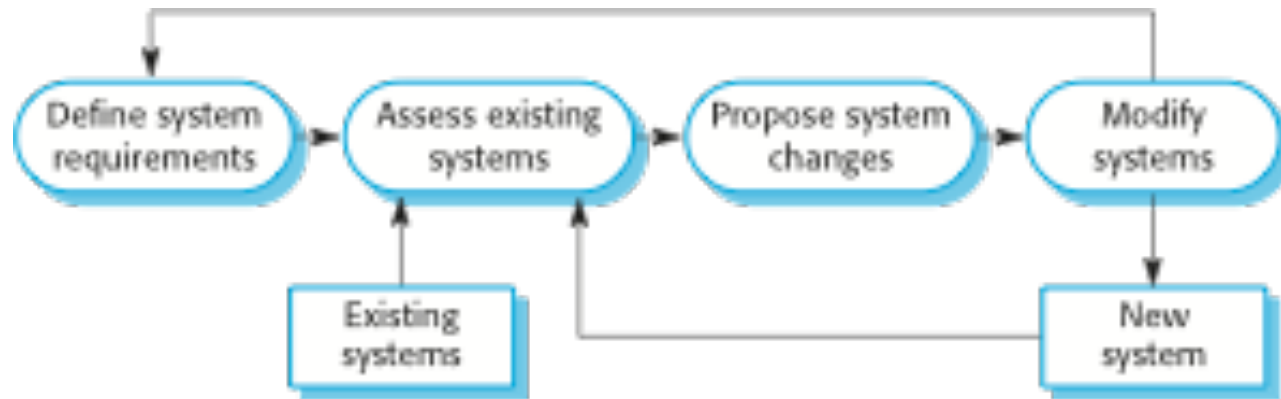 Define system
requirements
Assess existing
systems
Propose system
changes
Modify
systems
Existing
systems
New
system